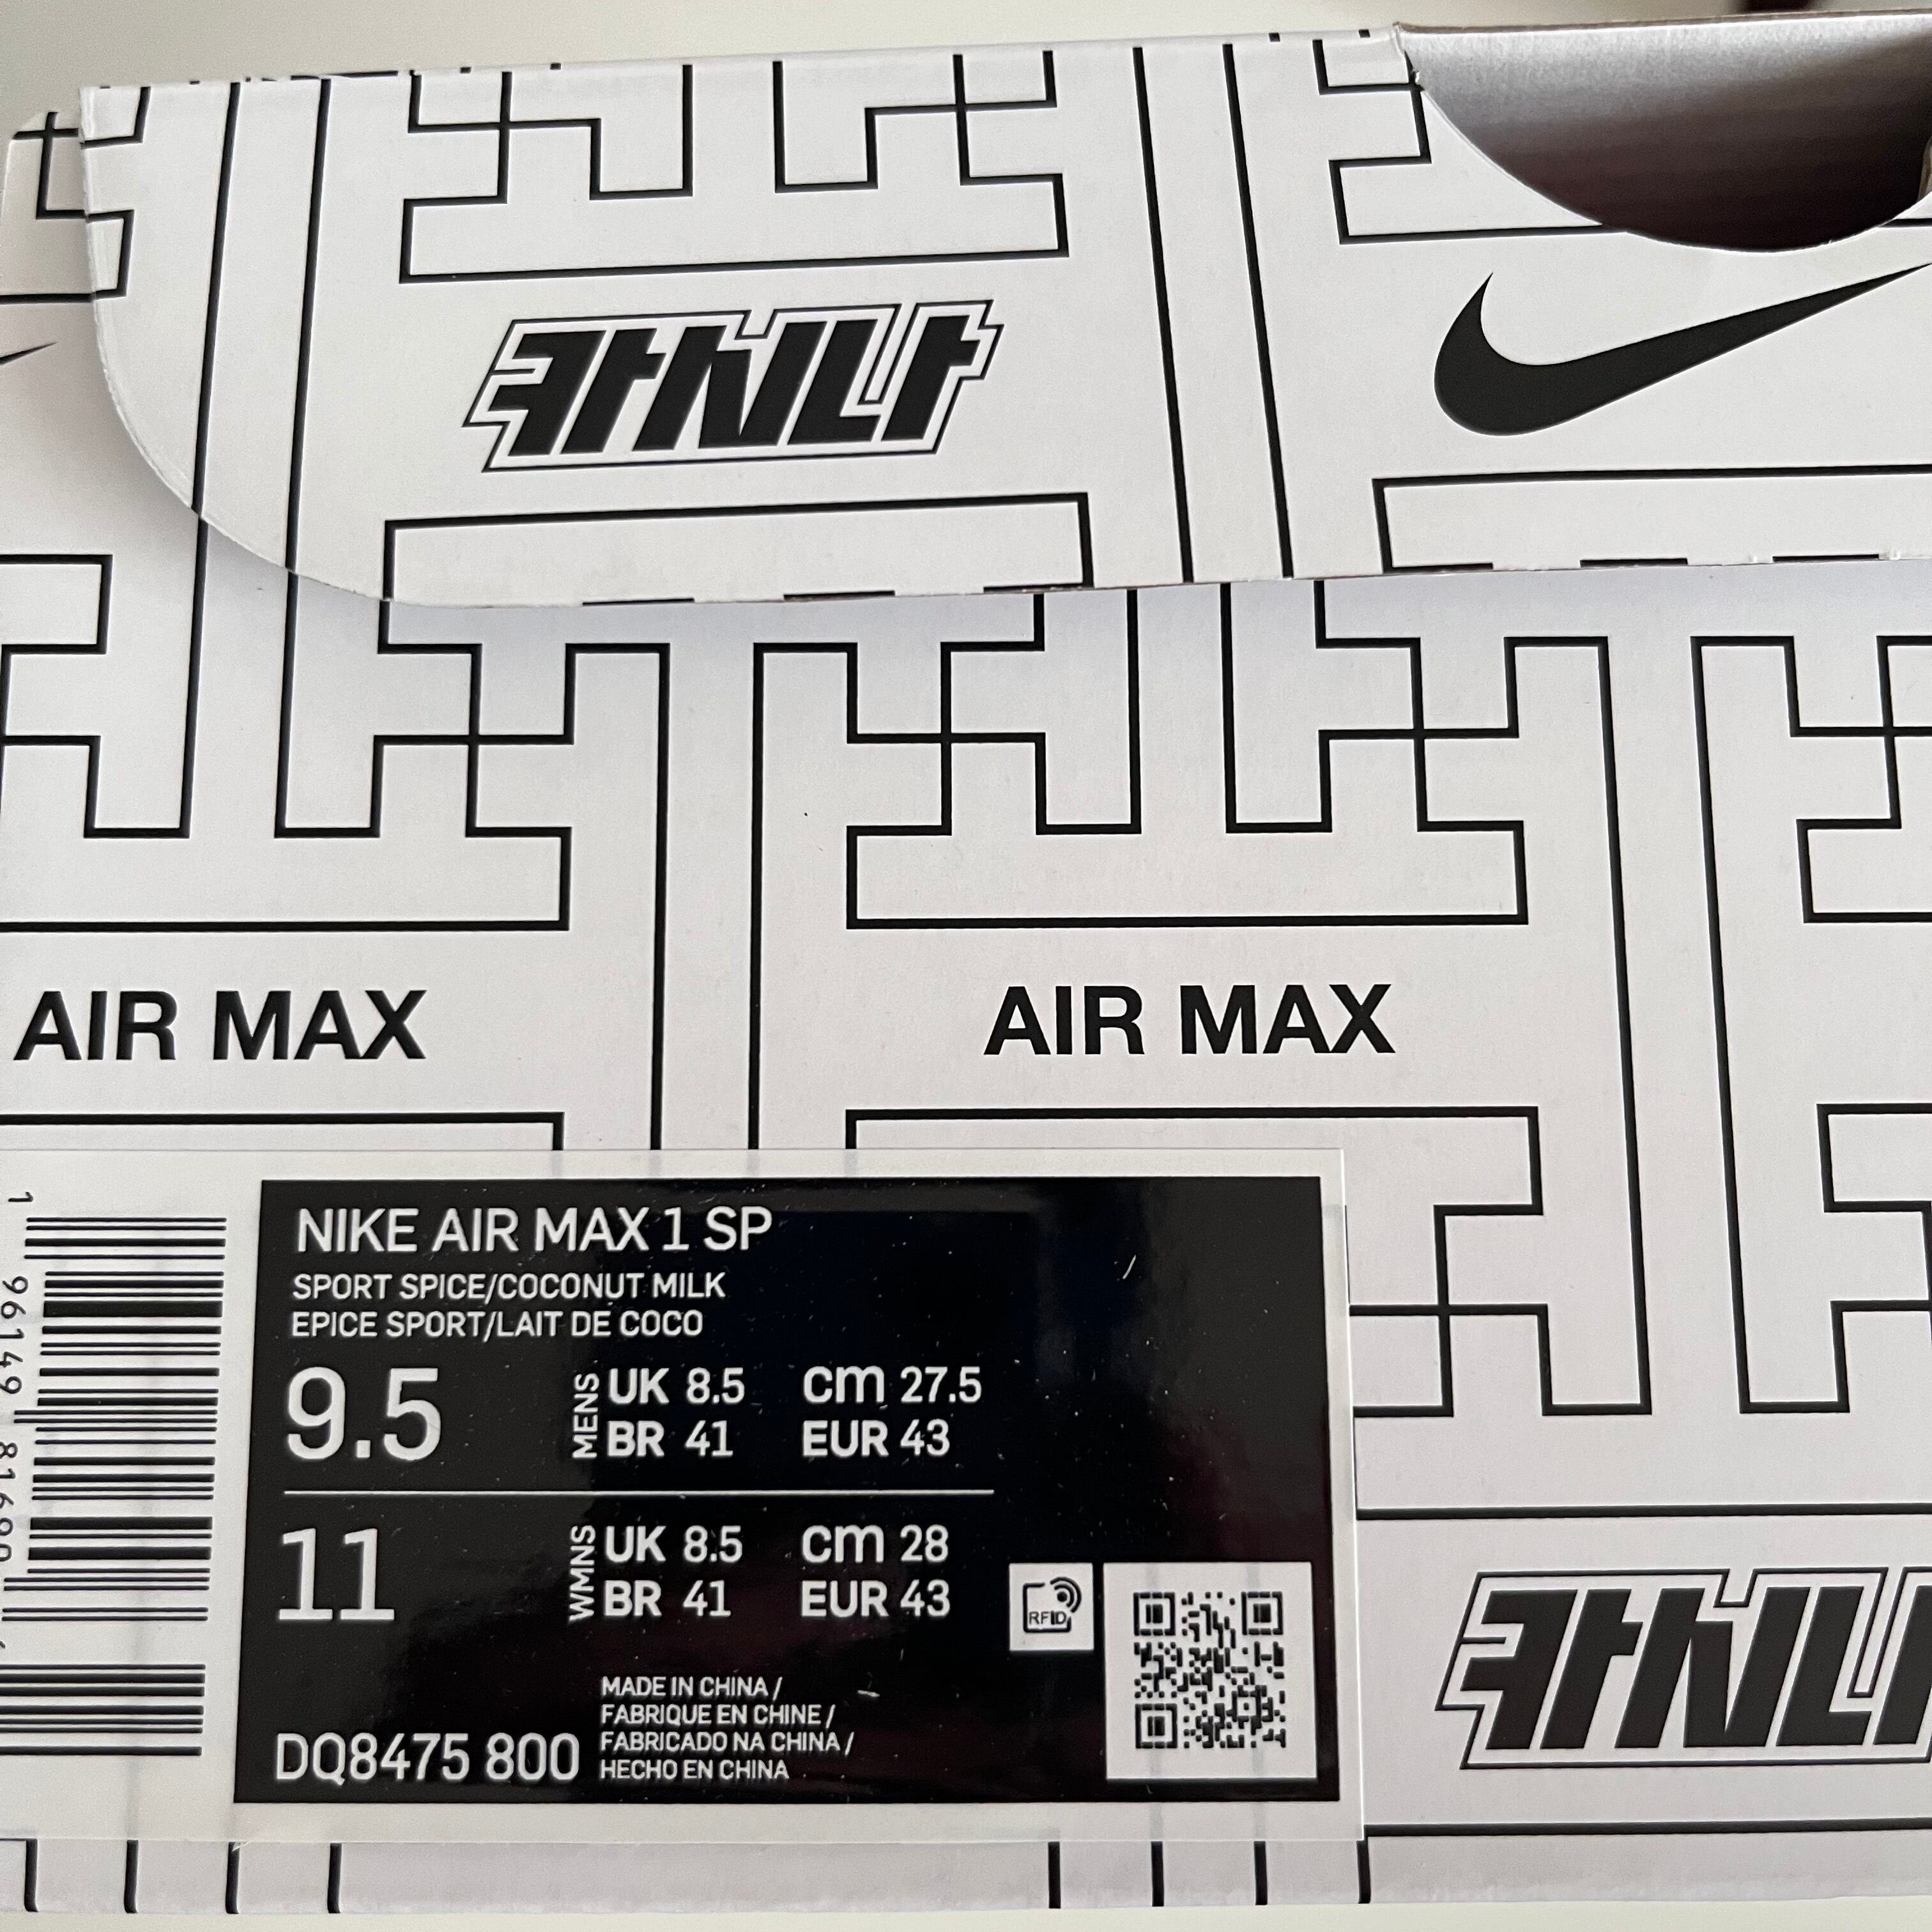 카시나
AIR MAX
AIR MAX
NIKE AIR MAX 1 SP
SPORT SPICE/COCONUT MILK
EPICE SPORT/LAIT DE COCO
9.5
MENS
UK 8.5 cm 27.5
BR 41 EUR 43
11
WMNS
UK 8.5 cm 28
BR 41 EUR 43
RFID
MADE IN CHINA /
FABRIQUE EN CHINE /
FABRICADO NA CHINA /
HECHO EN CHINA
DQ8475 800
카시나